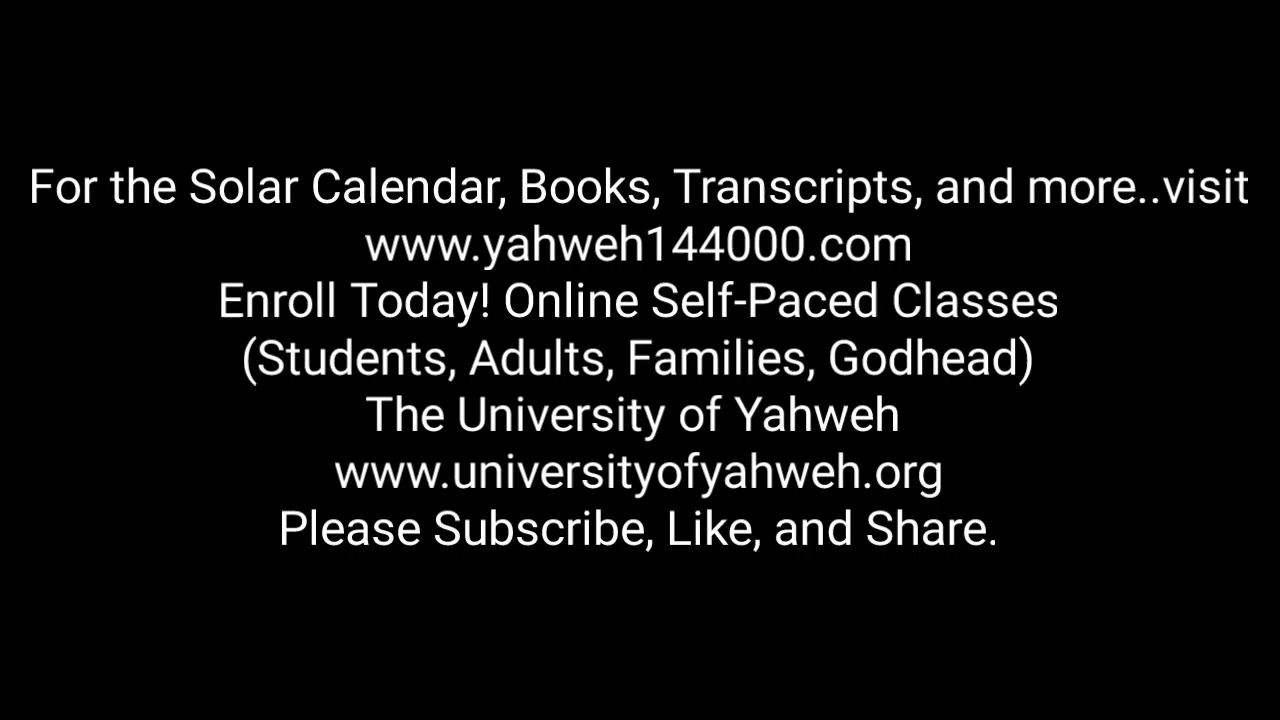 For the Solar Calendar, Books, Transcripts, and more..visit
www.yahweh144000.com
Enroll Today! Online Self-Paced Classes
(Students, Adults, Families, Godhead)
The University of Yahweh
www.universityofyahweh.org
Please Subscribe, Like, and Share.